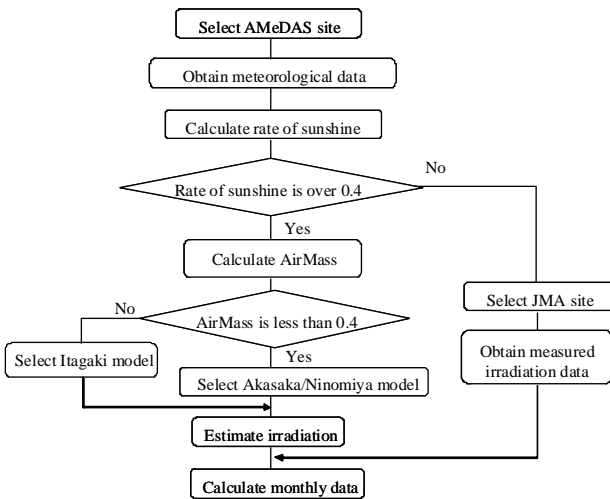 Select AMeDAS site
Obtain meteorological data
Calculate rate of sunshine
No
Rate of sunshine is over 0.4
Yes
Calculate AirMass
No
AirMass is less than 0.4
Select JMA site
Select Itagaki model
Yes
Obtain measured
irradiation data
Select Akasaka/Ninomiya model
Estimate irradiation
Calculate monthly data